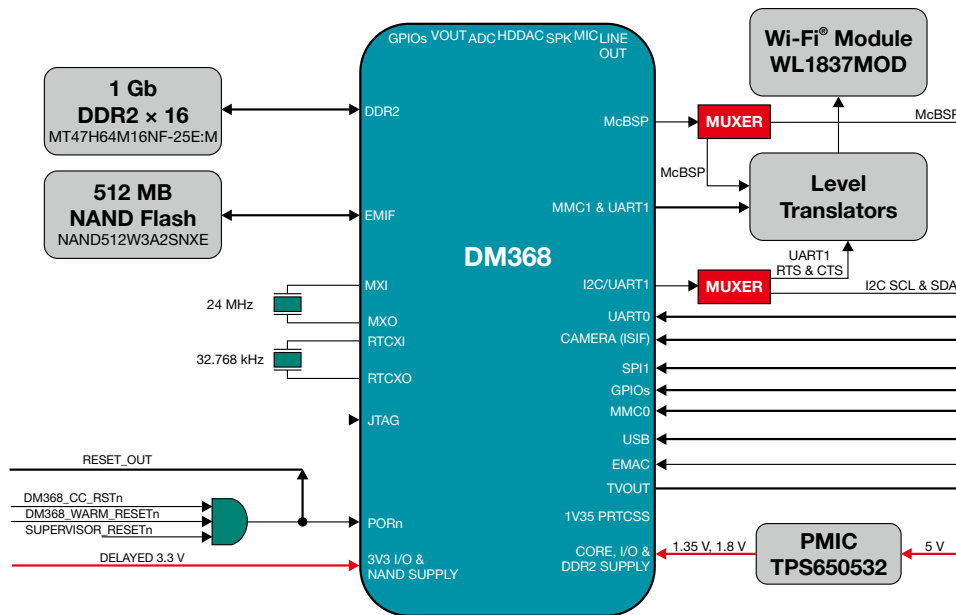 GPIOs VOUT ADC HDDAC SPK MIC LINE OUT
Wi-Fi® Module
WL1837MOD
1 Gb
DDR2 × 16
MT47H64M16NF-25E:M
DDR2
McBSP
MUXER
McBSP
McBSP
512 MB
NAND Flash
NAND512W3A2SNXE
EMIF
MMC1 & UART1
Level
Translators
DM368
UART1
RTS & CTS
MXI
24 MHz
MXO
I2C/UART1
MUXER
I2C SCL & SDA
UART0
RTCXI
32.768 kHz
RTCXO
CAMERA (ISIF)
SPI1
GPIOs
MMC0
JTAG
USB
EMAC
TVOUT
RESET_OUT
DM368_CC_RSTn
DM368_WARM_RESETn
SUPERVISOR_RESETn
PORn
1V35 PRTCSS
DELAYED 3.3 V
3V3 I/O &
NAND SUPPLY
CORE, I/O &
DDR2 SUPPLY
1.35 V, 1.8 V
PMIC
TPS650532
5 V